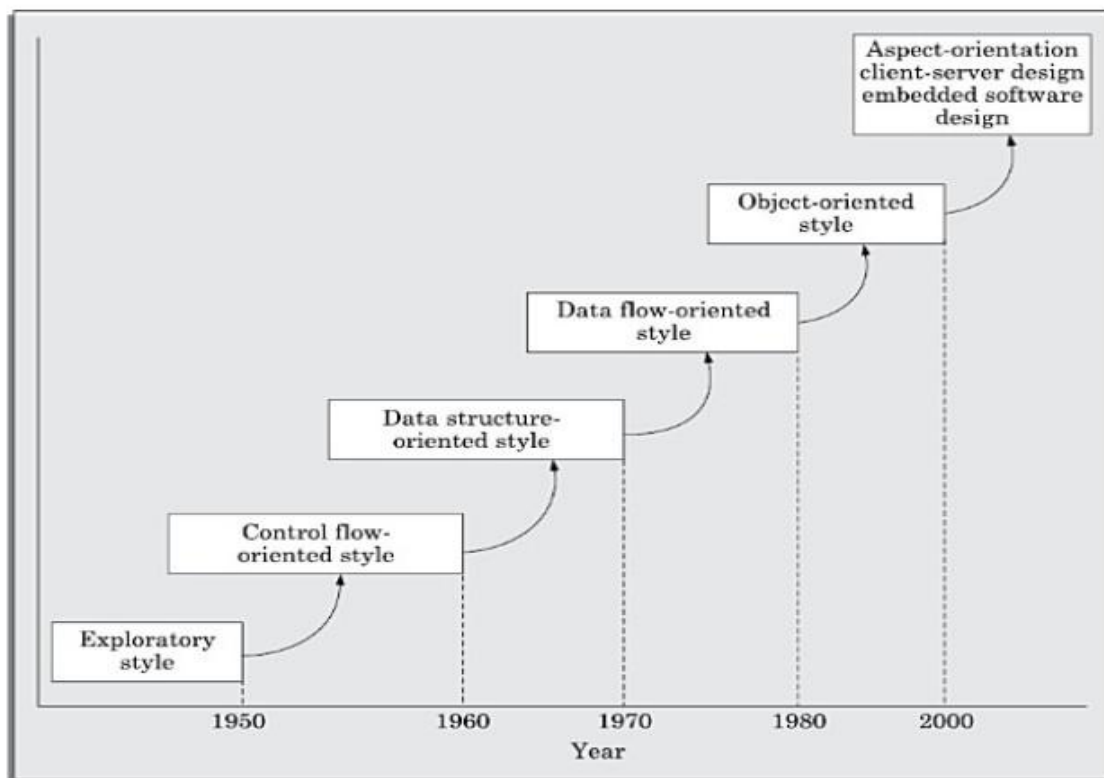 Aspect-orientation
client-server design
embedded software
design
Object-oriented
style
Data flow-oriented
style
Data structure-
oriented style
Control flow-
oriented style
Exploratory
style
1950 1960 1970 1980 2000
Year